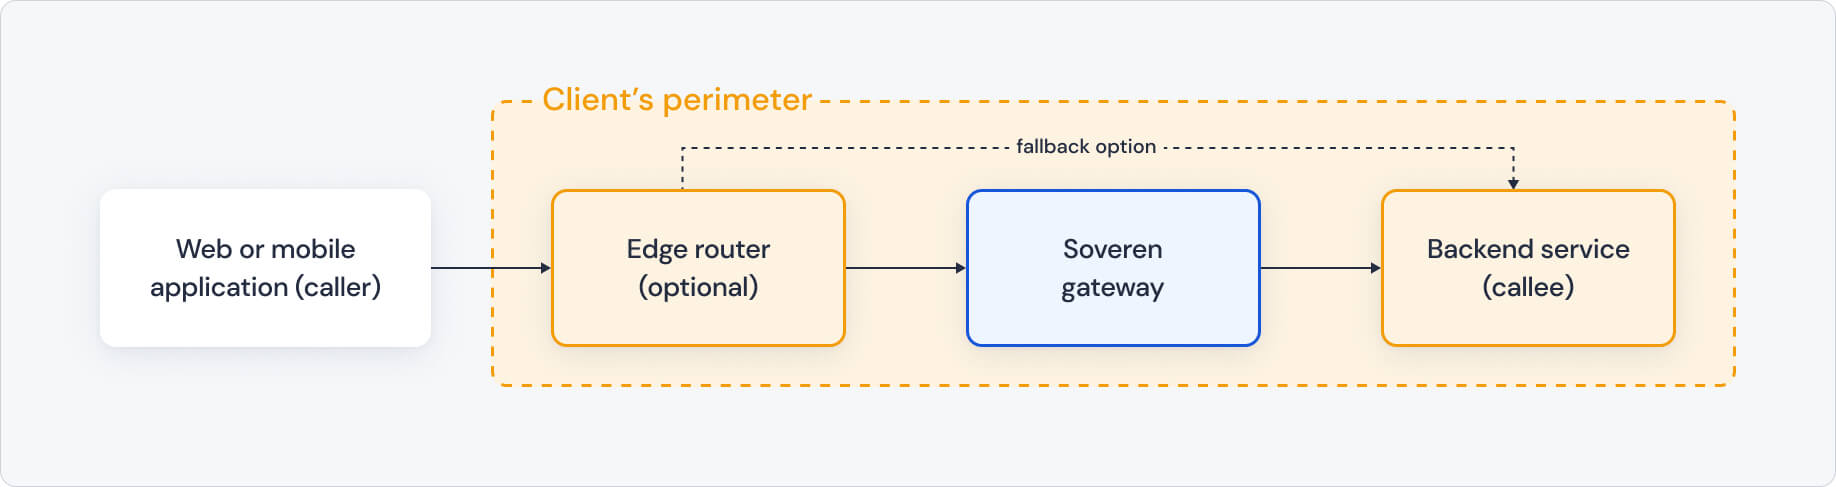 Client’s perimeter
fallback option
Web or mobile
application (caller)
Edge router
(optional)
Soveren
gateway
Backend service
(callee)